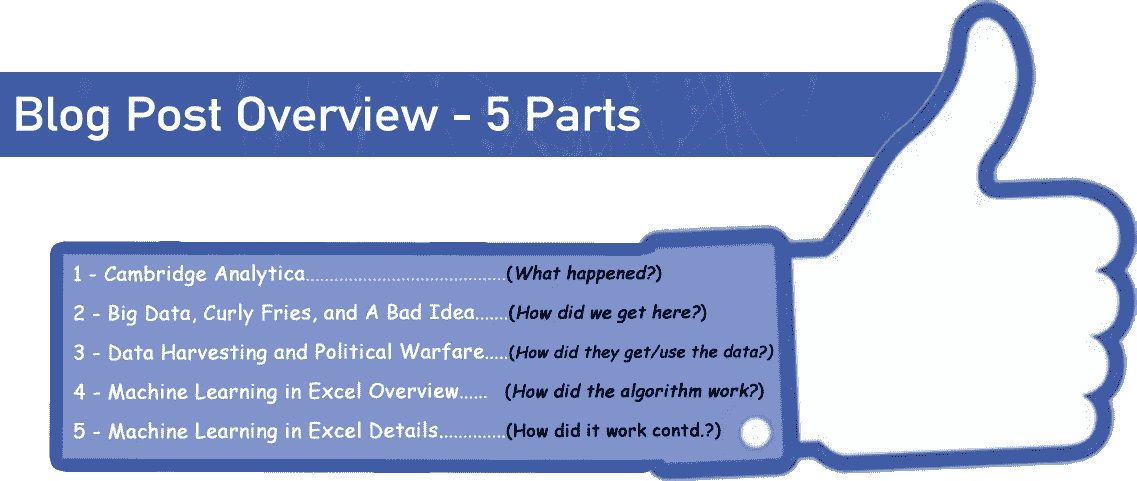 Blog Post Overview - 5 Parts
1 - Cambridge Analytica..................................................(What happened?)
2 - Big Data, Curly Fries, and A Bad Idea.......(How did we get here?)
3 - Data Harvesting and Political Warfare.....(How did they get/use the data?)
4 - Machine Learning in Excel Overview...... (How did the algorithm work?)
5 - Machine Learning in Excel Details.............(How did it work contd.?)